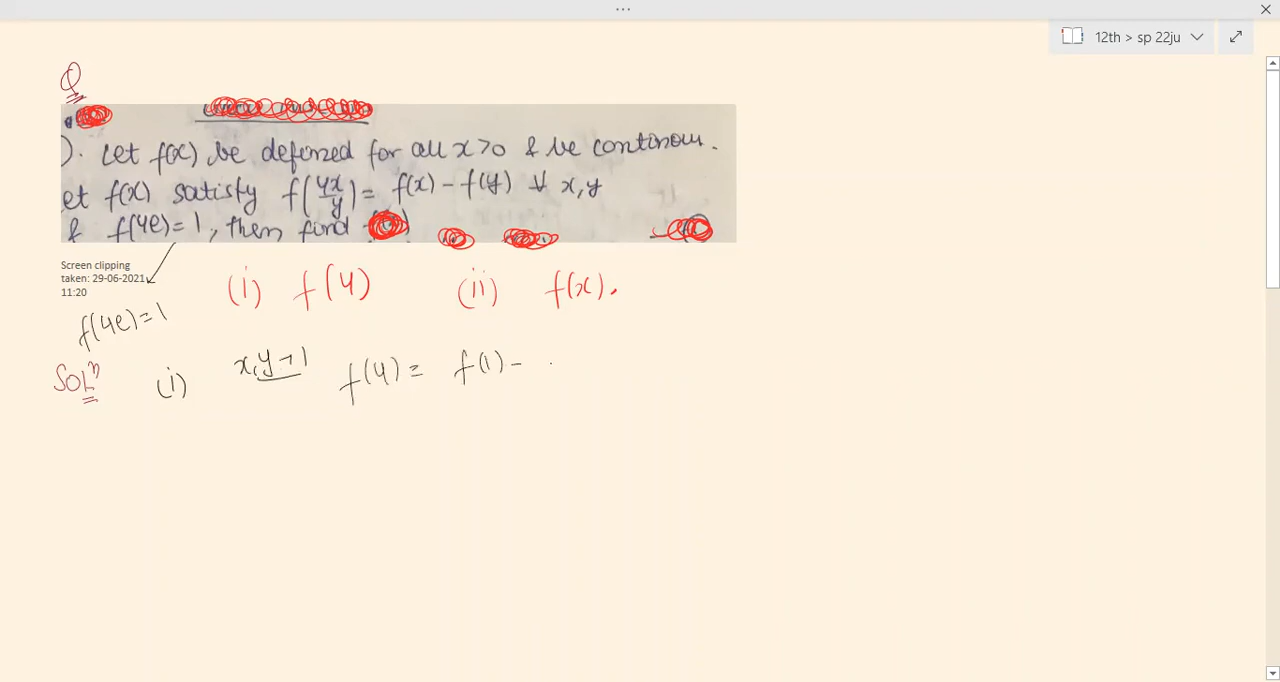 ...
12th > sp 22ju
Q
). Let f(x) be defined for all x>0 & be continous.
et f(x) satisfy f(4x/y) = f(x) - f(y) ∀ x,y
& f(4e)=1, then find
Screen clipping
taken: 29-06-2021
11:20
(i) f(4) (ii) f(x).
f(4e)=1
Solⁿ (i) x,y→1 f(4) = f(1) -